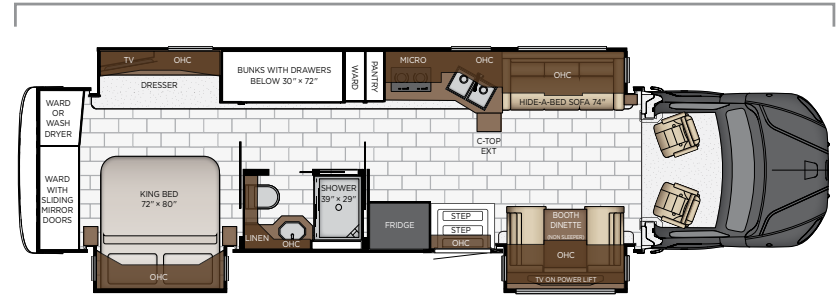 TV
OHC
DRESSER
BUNKS WITH DRAWERS
BELOW 30" × 72"
WARD
PANTRY
MICRO
OHC
OHC
HIDE-A-BED SOFA 74"
C-TOP
EXT
WARD
OR
WASH
DRYER
WARD
WITH
SLIDING
MIRROR
DOORS
KING BED
72" × 80"
OHC
LINEN
OHC
SHOWER
39" × 29"
FRIDGE
STEP
STEP
OHC
BOOTH
DINETTE
(NON SLEEPER)
OHC
TV ON POWER LIFT